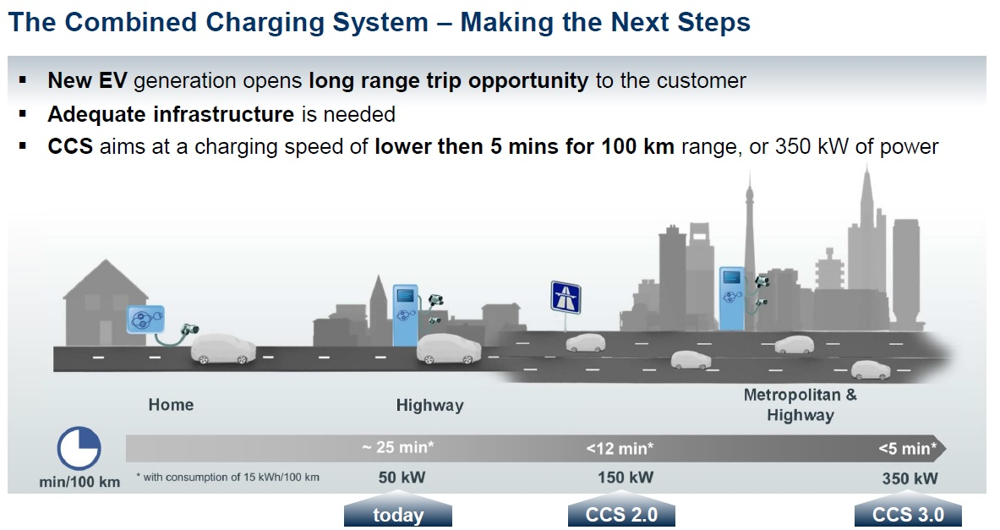 The Combined Charging System – Making the Next Steps
▪ New EV generation opens long range trip opportunity to the customer
▪ Adequate infrastructure is needed
▪ CCS aims at a charging speed of lower then 5 mins for 100 km range, or 350 kW of power
Home
Highway
Metropolitan &
Highway
~ 25 min*
<12 min*
<5 min*
min/100 km
* with consumption of 15 kWh/100 km
50 kW
150 kW
350 kW
today
CCS 2.0
CCS 3.0